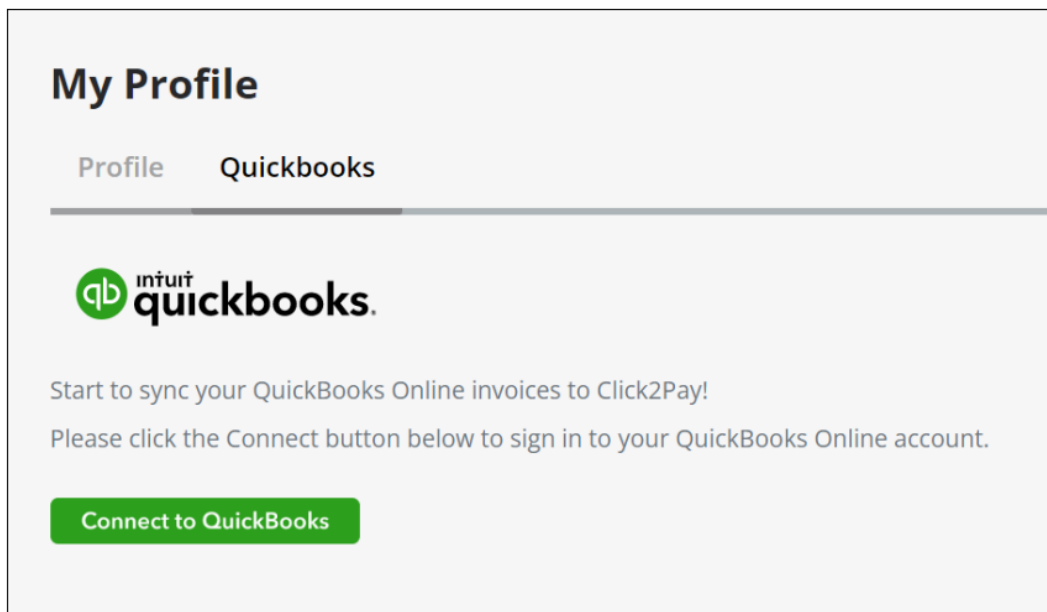 My Profile
Profile Quickbooks
qb intuit
quickbooks.
Start to sync your QuickBooks Online invoices to Click2Pay!
Please click the Connect button below to sign in to your QuickBooks Online account.
Connect to QuickBooks